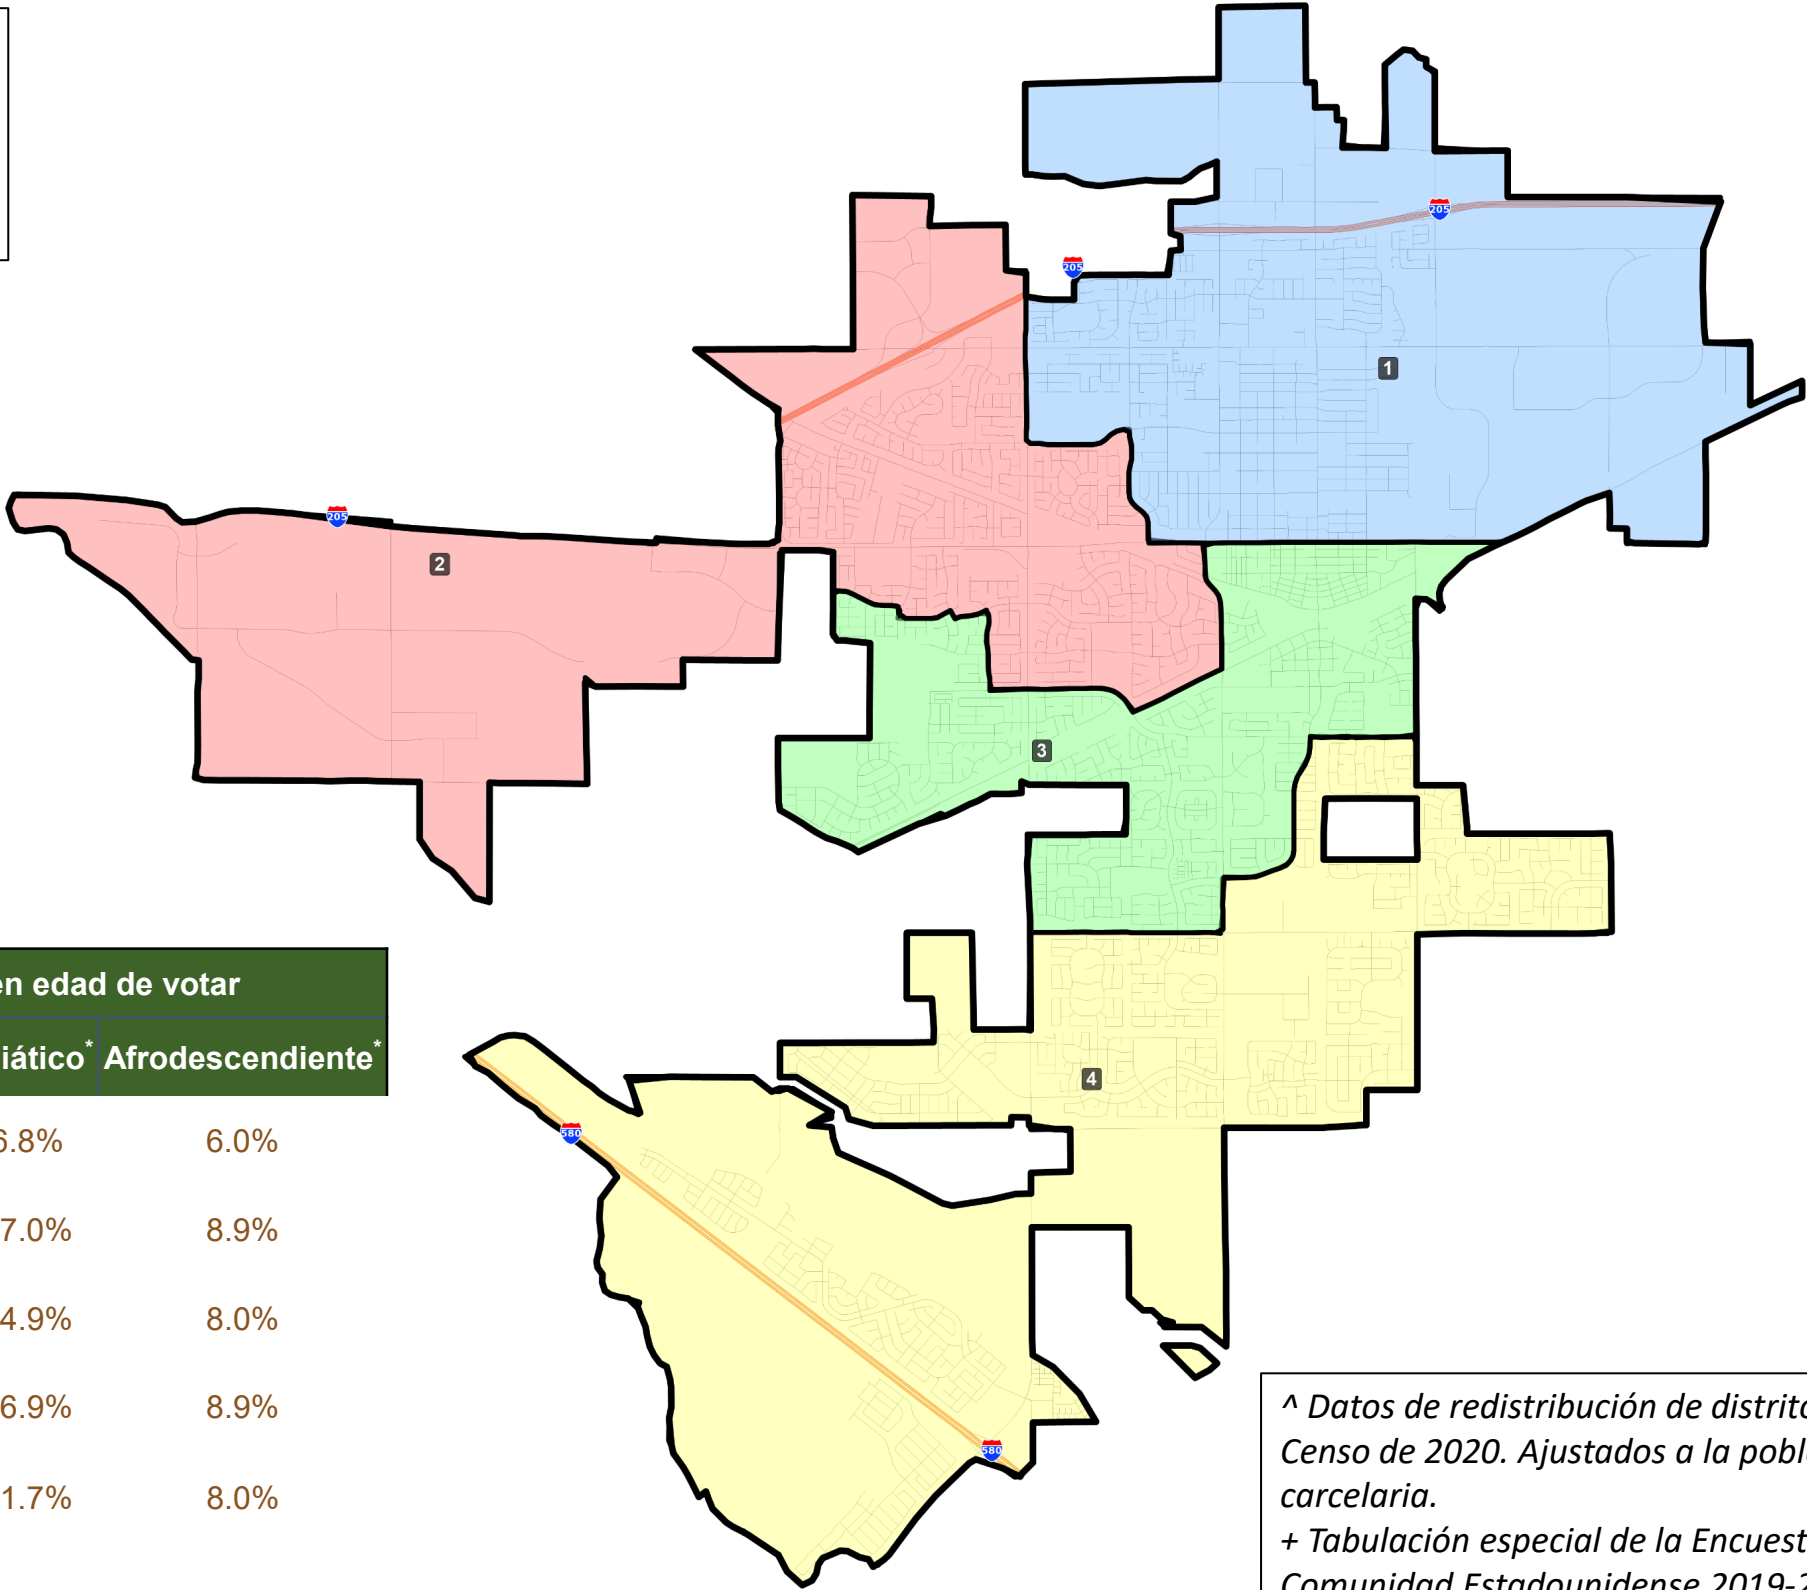 205
205
1
205
2
3
en edad de votar
iático* Afrodescendiente*
4
6.8% 6.0%
580
7.0% 8.9%
4.9% 8.0%
6.9% 8.9%
^ Datos de redistribución de distrito
Censo de 2020. Ajustados a la pobl
580
1.7% 8.0%
carcelaria.
+ Tabulación especial de la Encuest
Comunidad Estadounidense 2019-2